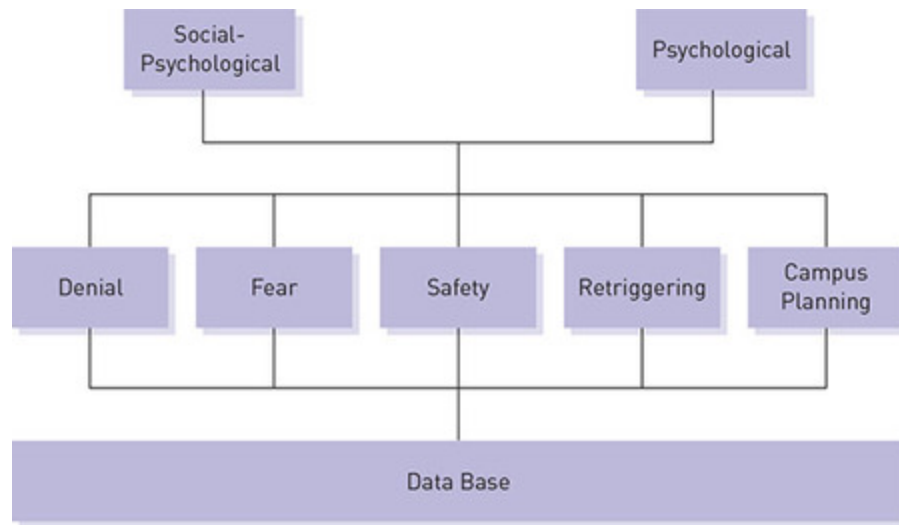 Social-
Psychological
Psychological
Denial
Fear
Safety
Retriggering
Campus
Planning
Data Base